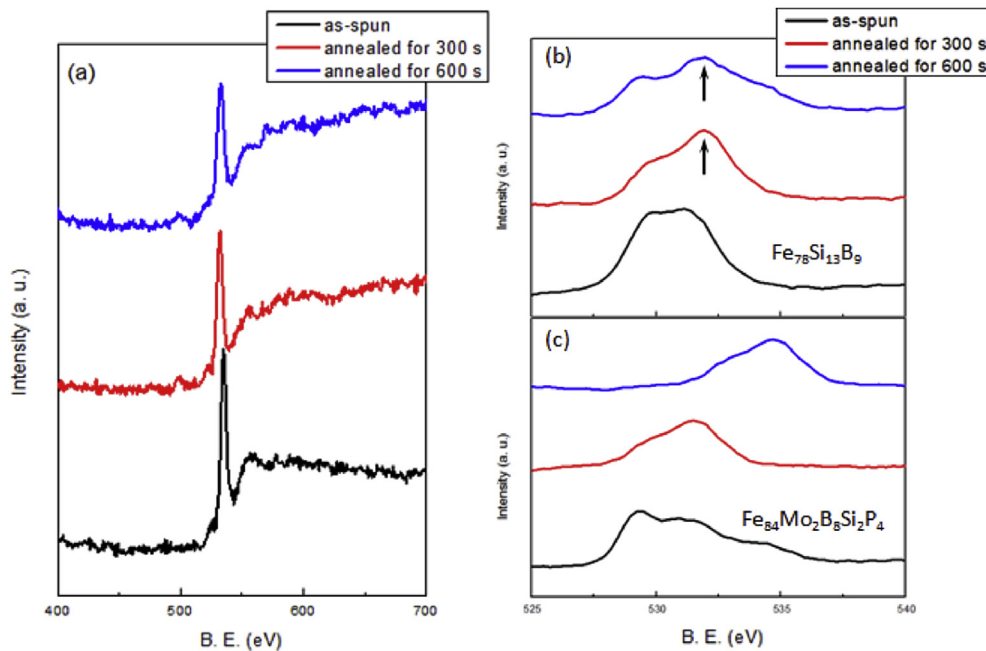 as-spun
annealed for 300 s
annealed for 600 s
(a)
Intensity (a. u.)
400 500 600 700
B. E. (eV)
as-spun
annealed for 300 s
annealed for 600 s
(b)
Intensity (a. u.)
Fe₇₈Si₁₃B₉
(c)
Intensity (a. u.)
Fe₈₄Mo₂B₈Si₂P₄
525 530 535 540
B. E. (eV)